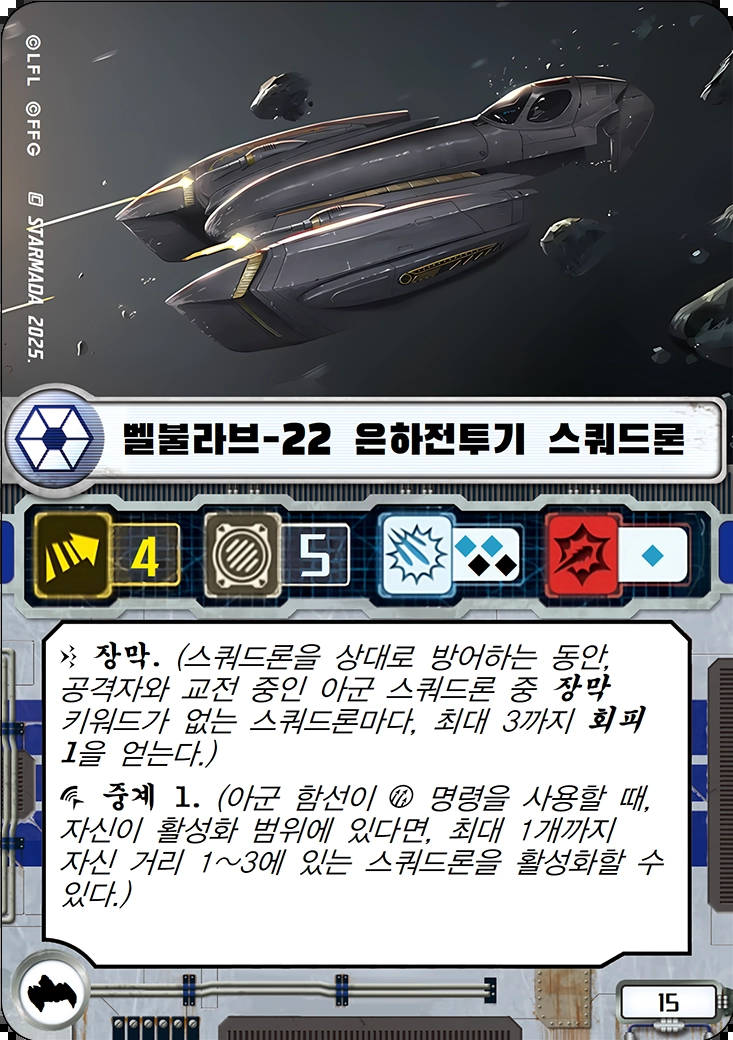 ©LFL ©FFG STARMADA 2025.
벨불라브-22 은하전투기 스쿼드론
4 5
장막. (스쿼드론을 상대로 방어하는 동안,
공격자와 교전 중인 아군 스쿼드론 중 장막
키워드가 없는 스쿼드론마다, 최대 3까지 회피
1을 얻는다.)
중계 1. (아군 함선이 명령을 사용할 때,
자신이 활성화 범위에 있다면, 최대 1개까지
자신 거리 1~3에 있는 스쿼드론을 활성화할 수
있다.)
15